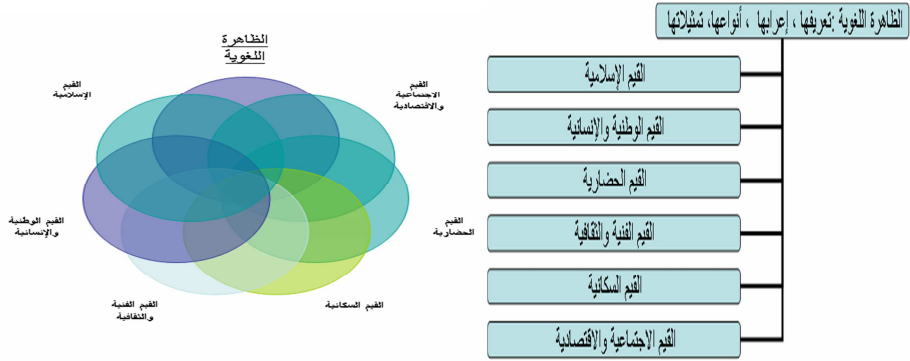 الظاهرة اللغوية :تعريفها ، إعرابها ، أنواعها، تمثيلاتها
القيم الإسلامية
القيم الوطنية والإنسانية
القيم الحضارية
القيم الفنية والثقافية
القيم السكانية
القيم الاجتماعية والاقتصادية
الظاهرة
اللغوية
القيم
الاجتماعية
والاقتصادية
القيم
الإسلامية
القيم
الحضارية
القيم الوطنية
والإنسانية
القيم السكانية
القيم الفنية
والثقافية